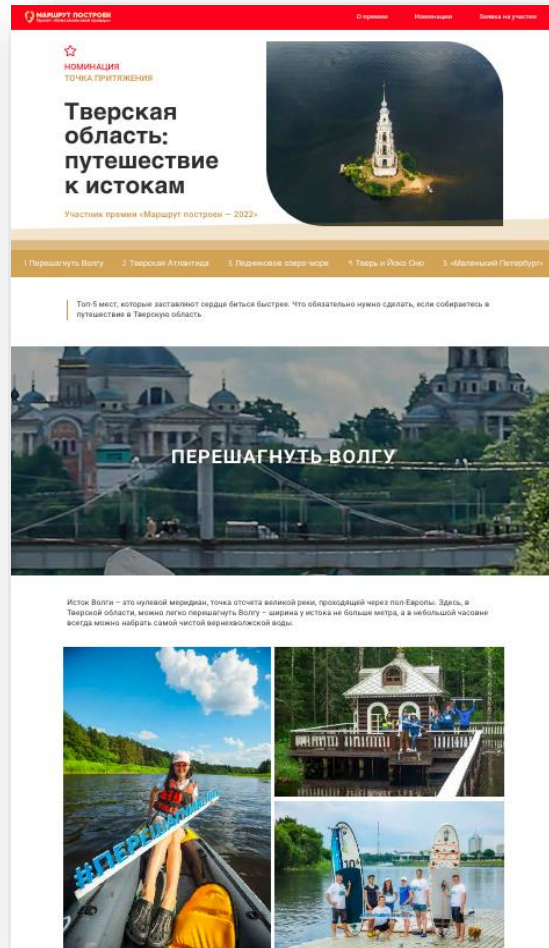 МАРШРУТ ПОСТРОЕН
Проект «Комсомольской правды»
О премии
Номинации
Заявка на участие
НОМИНАЦИЯ
ТОЧКА ПРИТЯЖЕНИЯ
Тверская
область:
путешествие
к истокам
Участник премии «Маршрут построен — 2022»
1 Перешагнуть Волгу
2 Тверская Атлантида
3 Ледниковое озеро-море
4 Тверь и Йоко Оно
5 «Маленький Петербург»
Топ-5 мест, которые заставляют сердце биться быстрее. Что обязательно нужно сделать, если собираетесь в
путешествие в Тверскую область
ПЕРЕШАГНУТЬ ВОЛГУ
Исток Волги – это нулевой меридиан, точка отсчета великой реки, проходящей через пол-Европы. Здесь, в
Тверской области, можно легко перешагнуть Волгу – ширина у истока не больше метра, а в небольшой часовне
всегда можно набрать самой чистой верхневолжской воды.